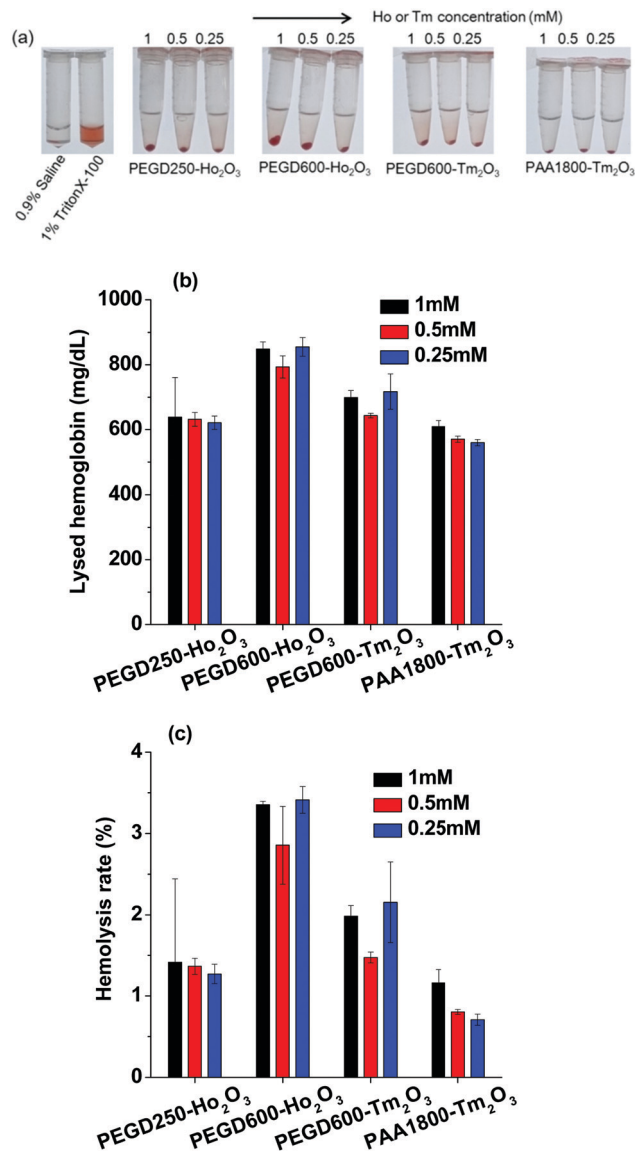 Ho or Tm concentration (mM)
(a)
1 0.5 0.25
1 0.5 0.25
1 0.5 0.25
1 0.5 0.25
0.9% Saline
1% TritonX-100
PEGD250-Ho₂O₃
PEGD600-Ho₂O₃
PEGD600-Tm₂O₃
PAA1800-Tm₂O₃
(b)
1mM
0.5mM
0.25mM
Lysed hemoglobin (mg/dL)
1000
800
600
400
200
0
PEGD250-Ho₂O₃
PEGD600-Ho₂O₃
PEGD600-Tm₂O₃
PAA1800-Tm₂O₃
(c)
1mM
0.5mM
0.25mM
Hemolysis rate (%)
4
3
2
1
0
PEGD250-Ho₂O₃
PEGD600-Ho₂O₃
PEGD600-Tm₂O₃
PAA1800-Tm₂O₃